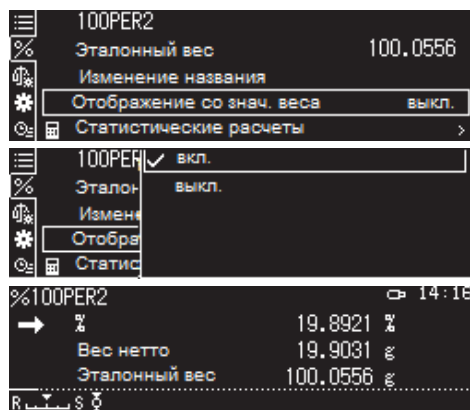 100PER2
Эталонный вес 100.0556
Изменение названия
Отображение со знач. веса выкл.
Статистические расчеты >
100PER ✓ вкл.
Эталон выкл.
Измене
Отобра
Статис
%100PER2 14:16
→ % 19.8921 %
Вес нетто 19.9031 g
Эталонный вес 100.0556 g
R S